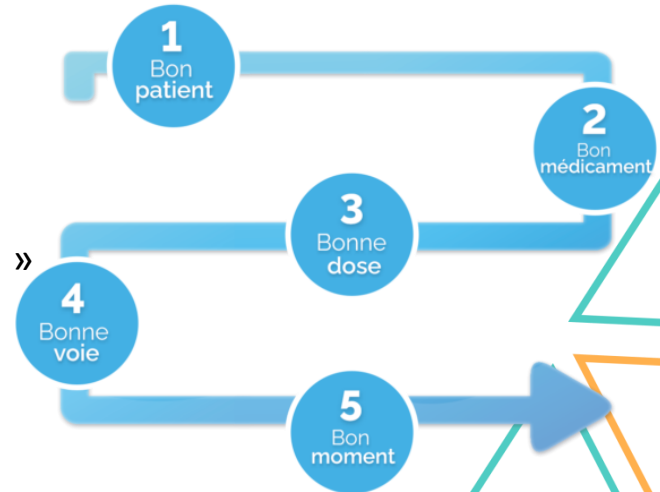 1
Bon
patient
2
Bon
médicament
3
Bonne
dose
»
4
Bonne
voie
5
Bon
moment